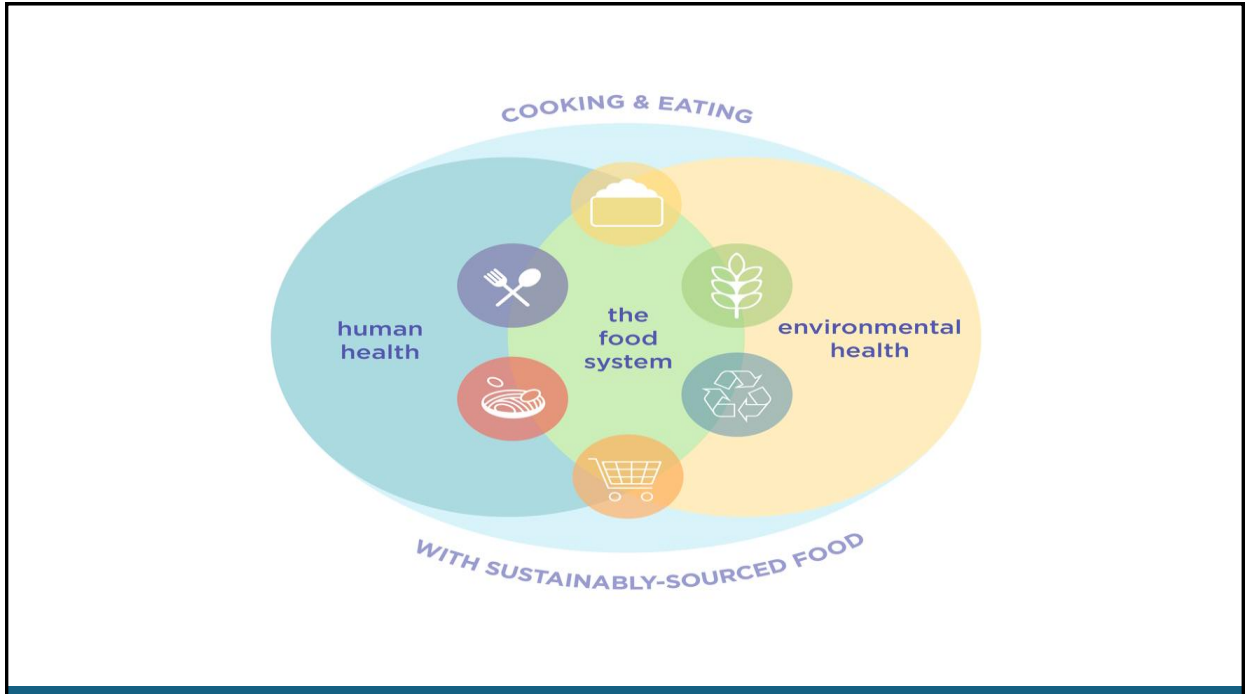 COOKING & EATING
human
health
the
food
system
environmental
health
WITH SUSTAINABLY-SOURCED FOOD